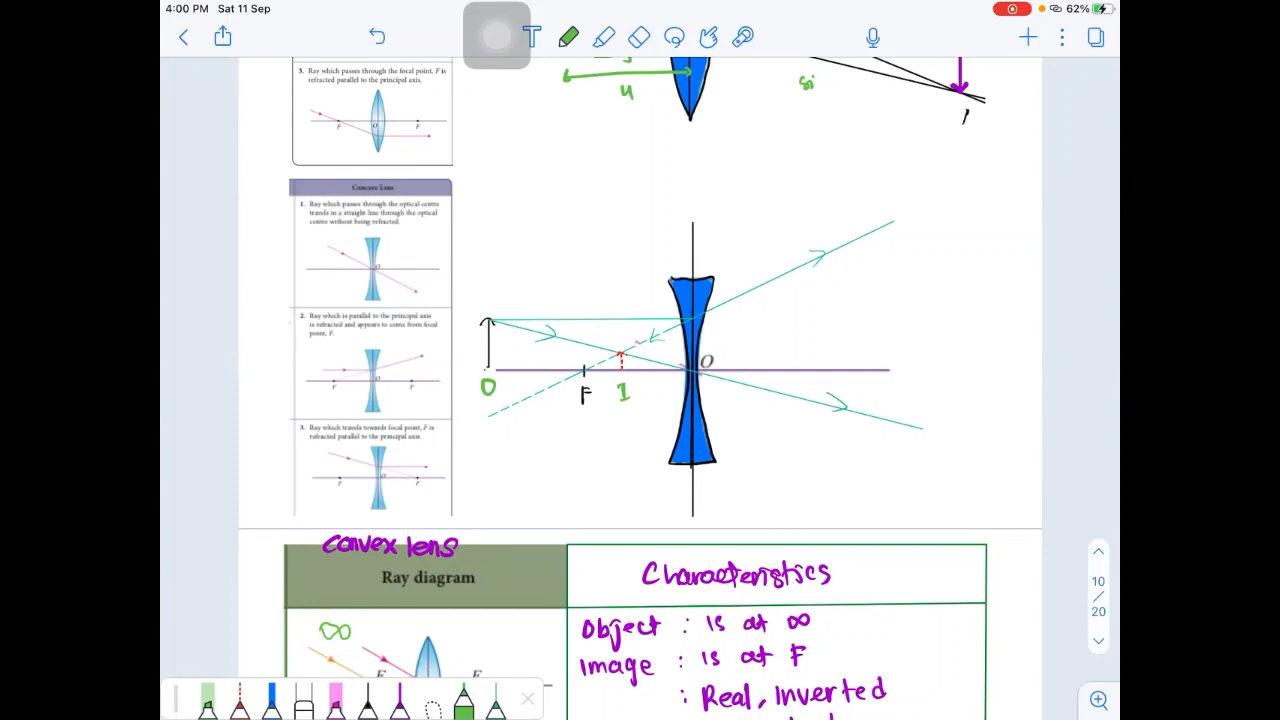 4:00 PM Sat 11 Sep
62%
T
3. Ray which passes through the focal point, F is
refracted parallel to the principal axis.
F
O
F
u
Concave Lens
1. Ray which passes through the optical centre
travels in a straight line through the optical
centre without being refracted.
O
2. Ray which is parallel to the principal axis
is refracted and appears to come from focal
point, F.
F
O
F
3. Ray which travels towards focal point, F is
refracted parallel to the principal axis.
F
O
F
O
F
I
O
convex lens
Ray diagram
Characteristics
∞
F
F
Object : is at ∞
Image : is at F
: Real, Inverted
10
/
20